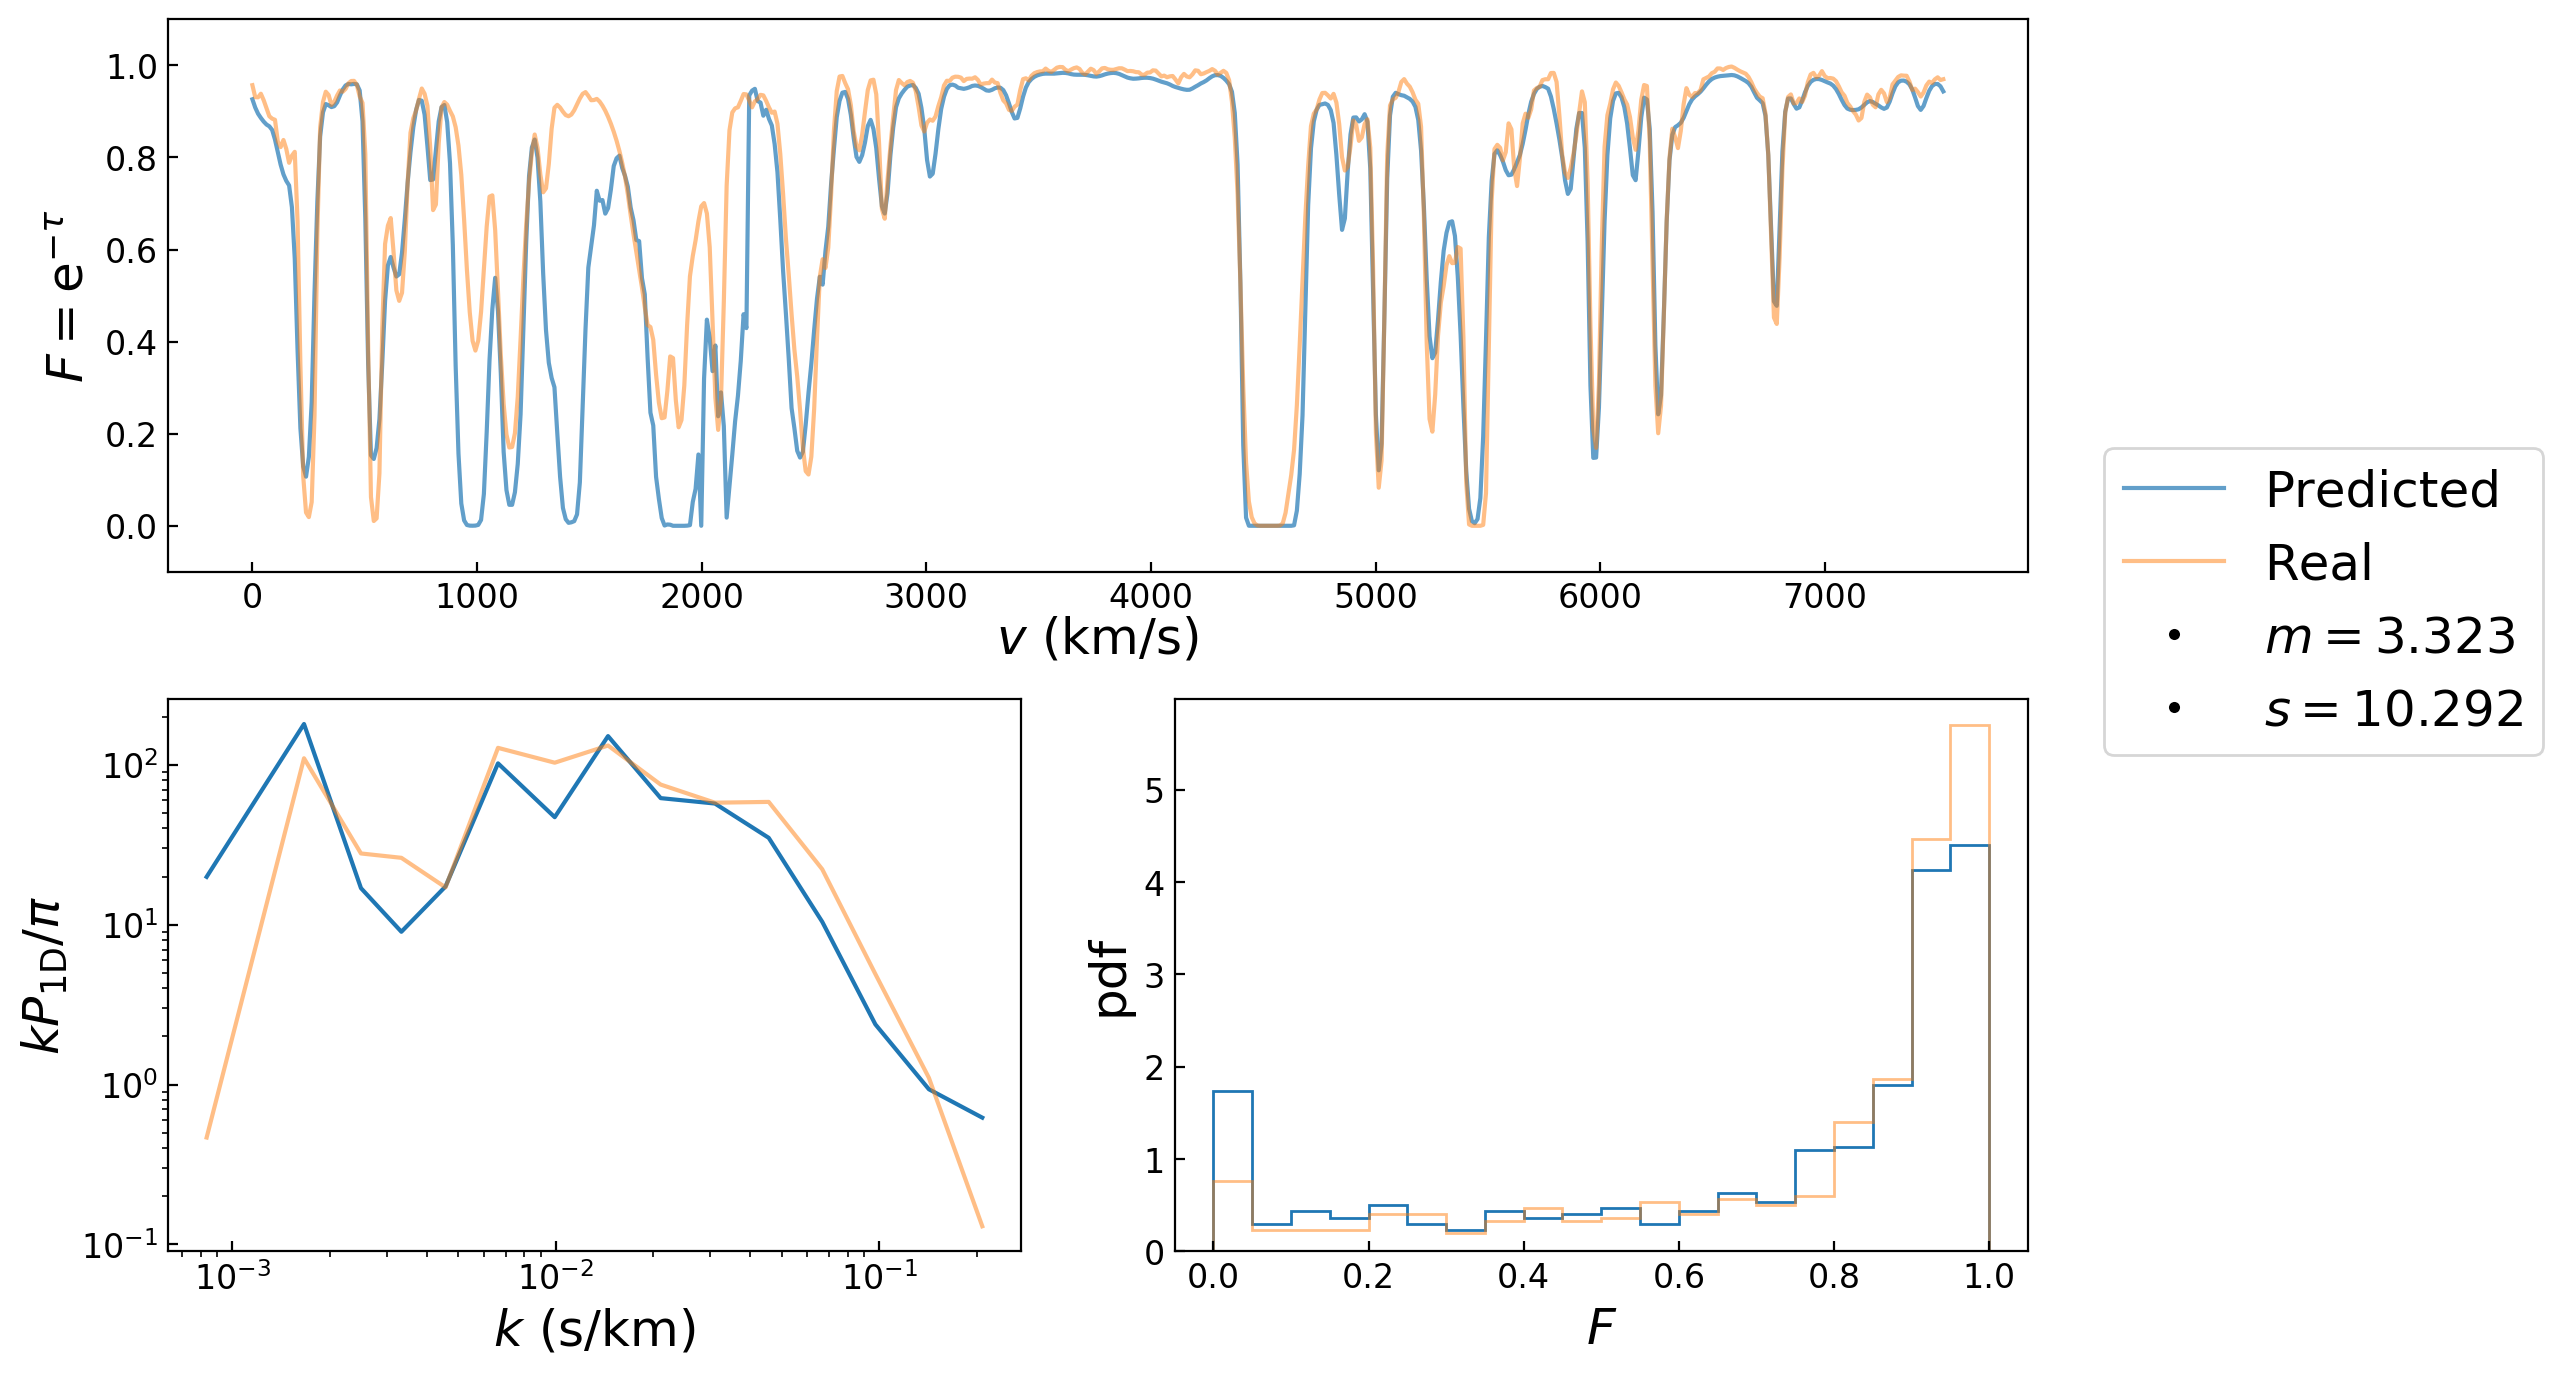 1.0
0.8
0.6
0.4
0.2
0.0
F = e^{−τ}
0 1000 2000 3000 4000 5000 6000 7000
v (km/s)
Predicted
Real
m = 3.323
s = 10.292
10^2
10^1
10^0
10^{−1}
kP_{1D}/π
10^{−3} 10^{−2} 10^{−1}
k (s/km)
5
4
3
2
1
0
pdf
0.0 0.2 0.4 0.6 0.8 1.0
F